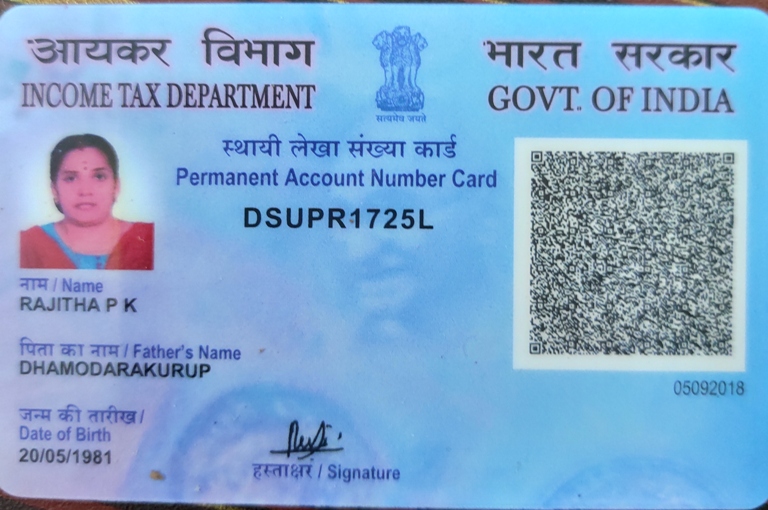 आयकर विभाग
INCOME TAX DEPARTMENT
भारत सरकार
GOVT. OF INDIA
सत्यमेव जयते
स्थायी लेखा संख्या कार्ड
Permanent Account Number Card
DSUPR1725L
नाम / Name
RAJITHA P K
पिता का नाम / Father's Name
DHAMODARAKURUP
जन्म की तारीख /
Date of Birth
20/05/1981
हस्ताक्षर / Signature
05092018